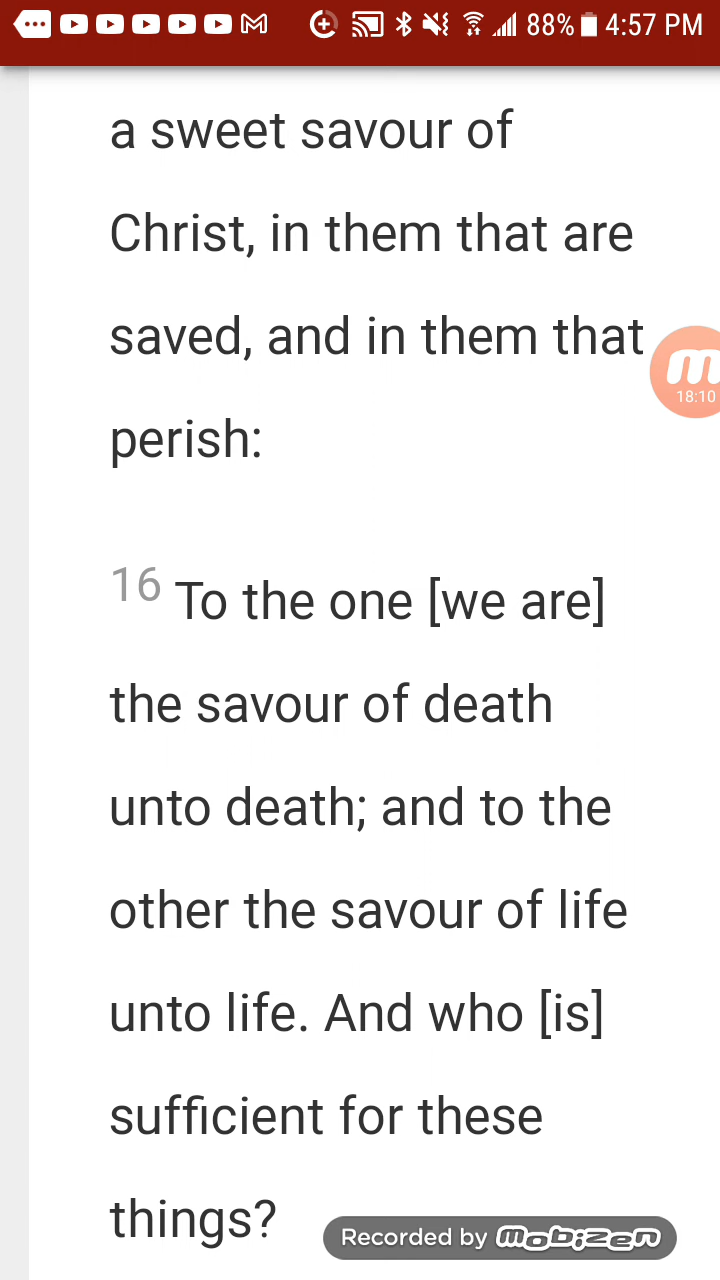 88% 4:57 PM
a sweet savour of
Christ, in them that are
saved, and in them that
perish:
18:10
16 To the one [we are]
the savour of death
unto death; and to the
other the savour of life
unto life. And who [is]
sufficient for these
things?
Recorded by mobizen